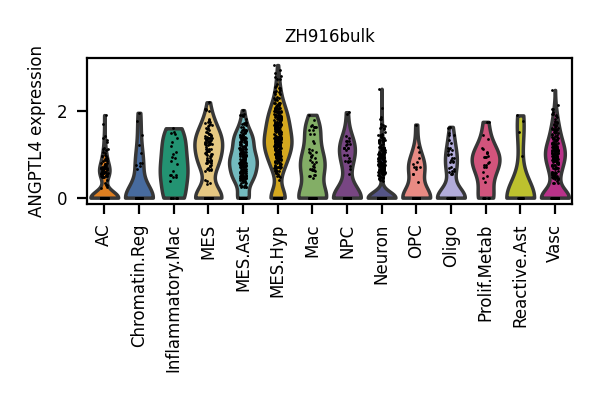 ZH916bulk
ANGPTL4 expression
2
0
AC
Chromatin.Reg
Inflammatory.Mac
MES
MES.Ast
MES.Hyp
Mac
NPC
Neuron
OPC
Oligo
Prolif.Metab
Reactive.Ast
Vasc